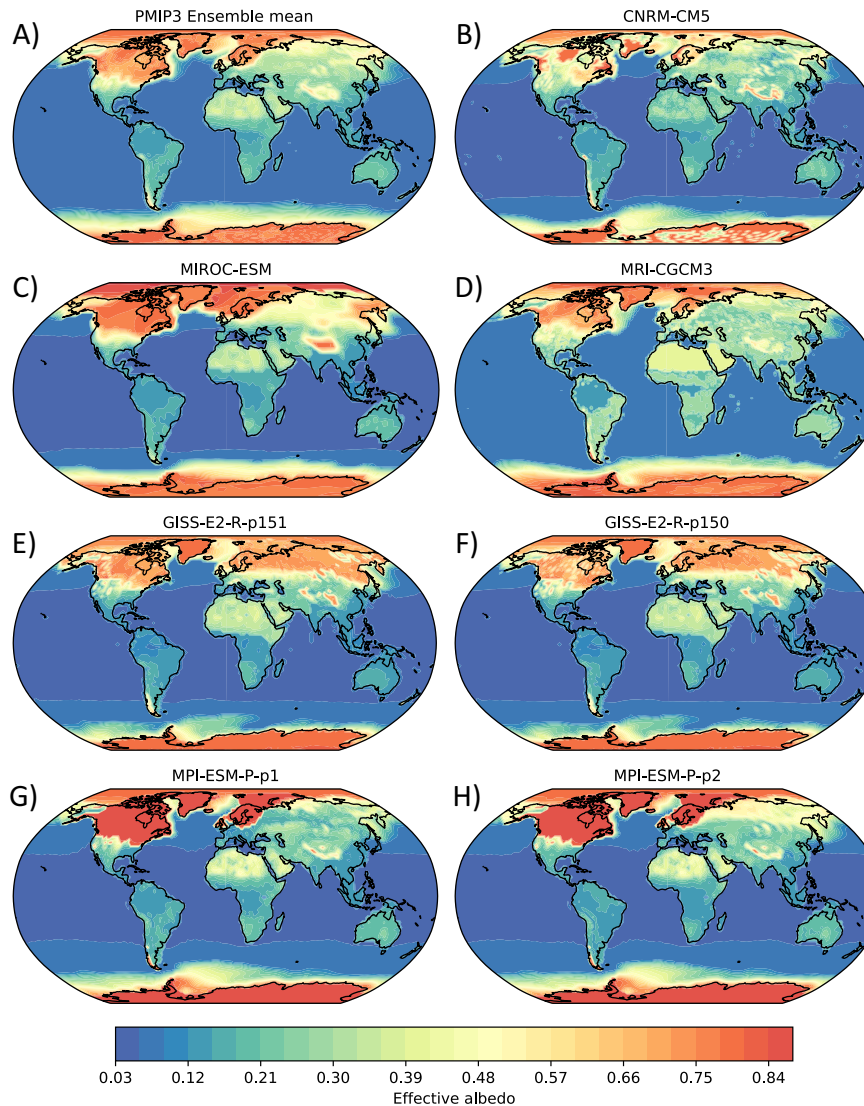 A) PMIP3 Ensemble mean
B) CNRM-CM5
C) MIROC-ESM
D) MRI-CGCM3
E) GISS-E2-R-p151
F) GISS-E2-R-p150
G) MPI-ESM-P-p1
H) MPI-ESM-P-p2
0.03 0.12 0.21 0.30 0.39 0.48 0.57 0.66 0.75 0.84
Effective albedo